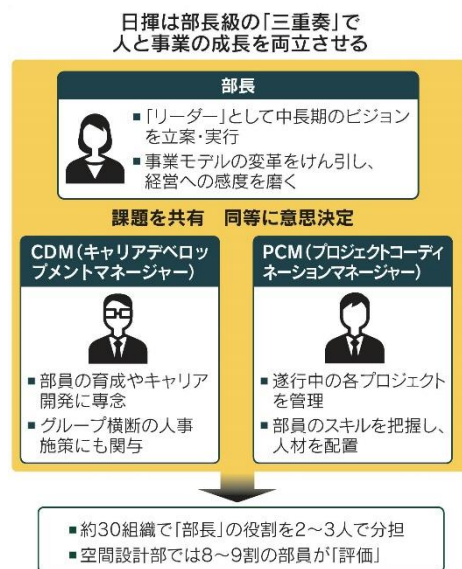 日揮は部長級の「三重奏」で
人と事業の成長を両立させる
部長
■「リーダー」として中長期のビジョン
を立案・実行
■事業モデルの変革をけん引し、
経営への感度を磨く
課題を共有　同等に意思決定
CDM(キャリアデベロッ
プメントマネージャー)
■部員の育成やキャリア
開発に専念
■グループ横断の人事
施策にも関与
PCM(プロジェクトコーディ
ネーションマネージャー)
■遂行中の各プロジェクト
を管理
■部員のスキルを把握し、
人材を配置
■約30組織で「部長」の役割を2〜3人で分担
■空間設計部では8〜9割の部員が「評価」